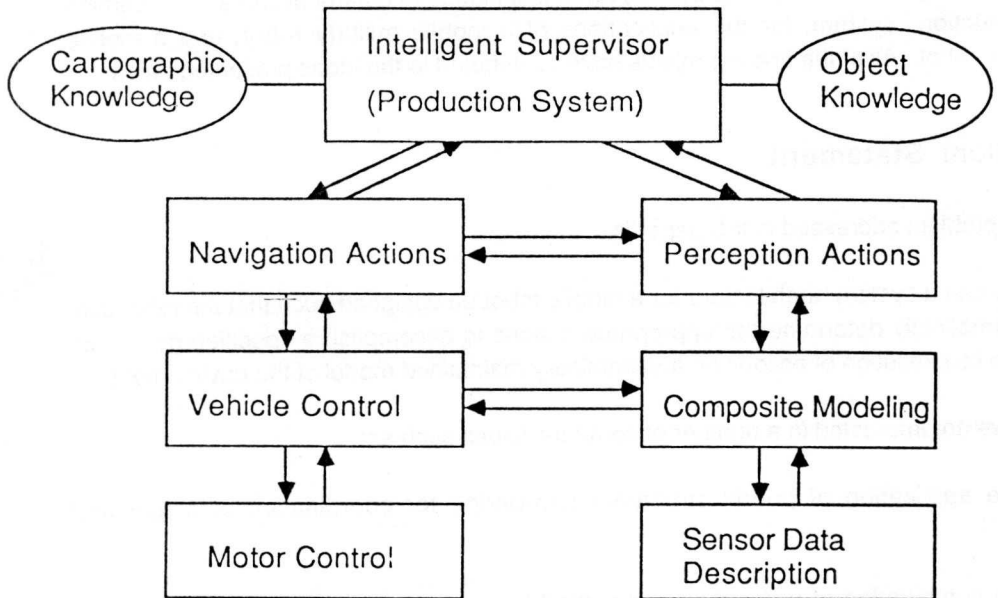 Intelligent Supervisor
(Production System)
Cartographic
Knowledge
Object
Knowledge
Navigation Actions
Perception Actions
Vehicle Control
Composite Modeling
Motor Control
Sensor Data
Description